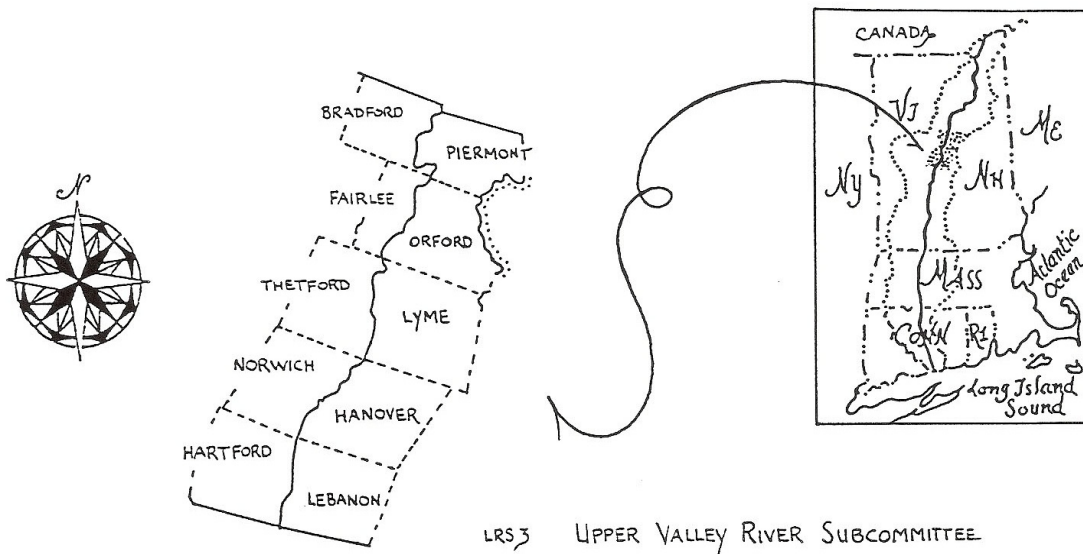 N
BRADFORD
PIERMONT
FAIRLEE
ORFORD
THETFORD
LYME
NORWICH
HANOVER
HARTFORD
LEBANON
CANADA
VT
ME
NY
NH
MASS
Atlantic
Ocean
CONN
RI
Long Island
Sound
LRS3 UPPER VALLEY RIVER SUBCOMMITTEE